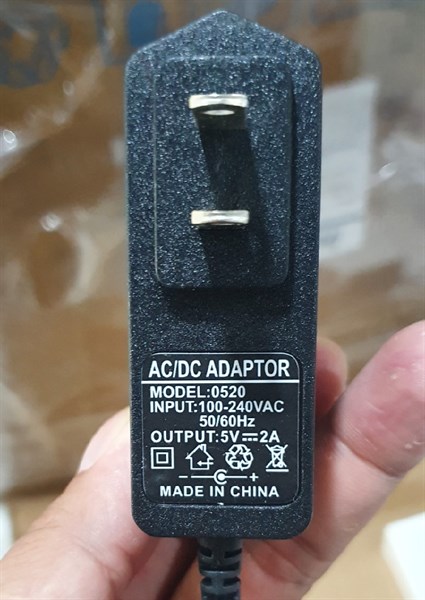 AC/DC ADAPTOR
MODEL:0520
INPUT:100-240VAC
50/60Hz
OUTPUT:5V⎓2A
- +
MADE IN CHINA